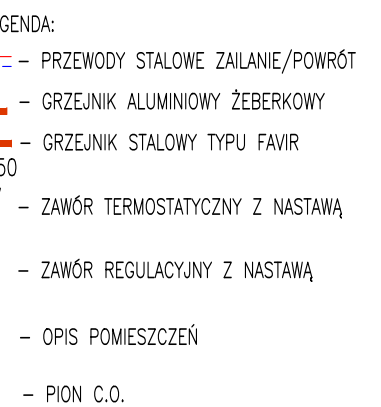 GENDA:
– PRZEWODY STALOWE ZAILANIE/POWRÓT
– GRZEJNIK ALUMINIOWY ŻEBERKOWY
– GRZEJNIK STALOWY TYPU FAVIR
50
– ZAWÓR TERMOSTATYCZNY Z NASTAWĄ
– ZAWÓR REGULACYJNY Z NASTAWĄ
– OPIS POMIESZCZEŃ
– PION C.O.